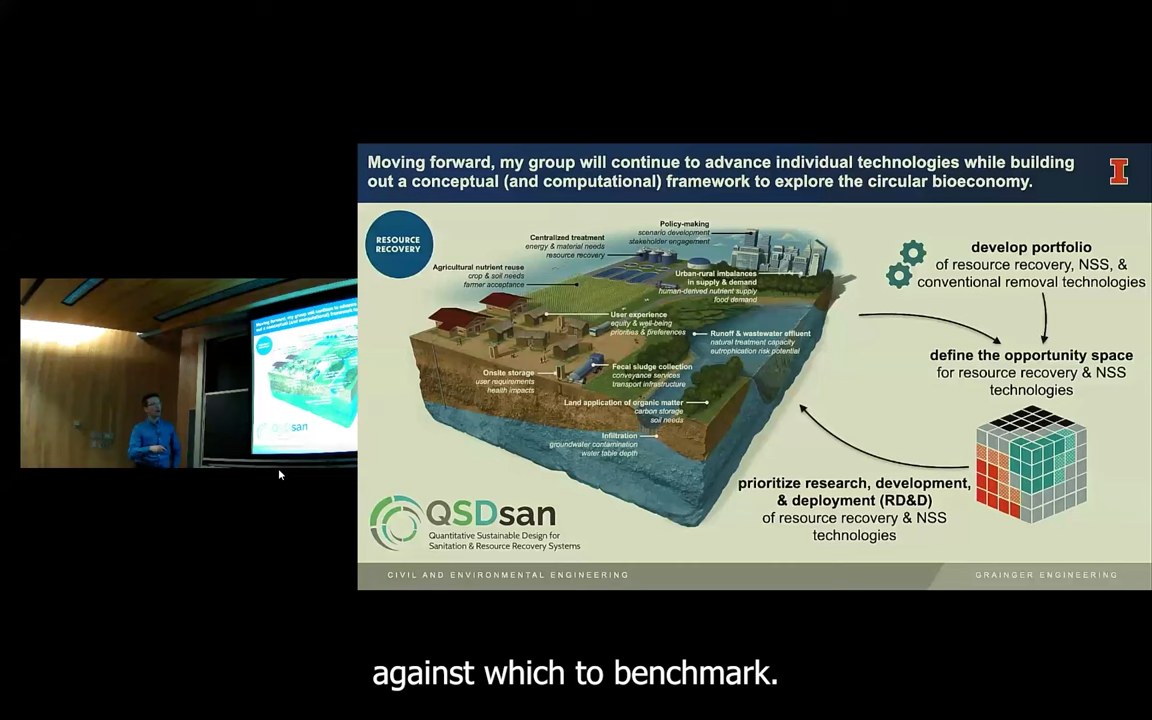 Moving forward, my group will continue to advance individual technologies while building
out a conceptual (and computational) framework to explore the circular bioeconomy.
I
RESOURCE
RECOVERY
Policy-making
scenario development
stakeholder engagement
Centralized treatment
energy & material needs
resource recovery
Agricultural nutrient reuse
crop & soil needs
farmer acceptance
Urban-rural imbalances
in supply & demand
human-derived nutrient supply
food demand
User experience
equity & well-being
priorities & preferences
Runoff & wastewater effluent
natural treatment capacity
eutrophication risk potential
Onsite storage
user requirements
health impacts
Fecal sludge collection
conveyance services
transport infrastructure
Land application of organic matter
carbon storage
soil needs
Infiltration
groundwater contamination
water table depth
develop portfolio
of resource recovery, NSS, &
conventional removal technologies
define the opportunity space
for resource recovery & NSS
technologies
prioritize research, development,
& deployment (RD&D)
of resource recovery & NSS
technologies
QSDsan
Quantitative Sustainable Design for
Sanitation & Resource Recovery Systems
CIVIL AND ENVIRONMENTAL ENGINEERING
GRAINGER ENGINEERING
against which to benchmark.